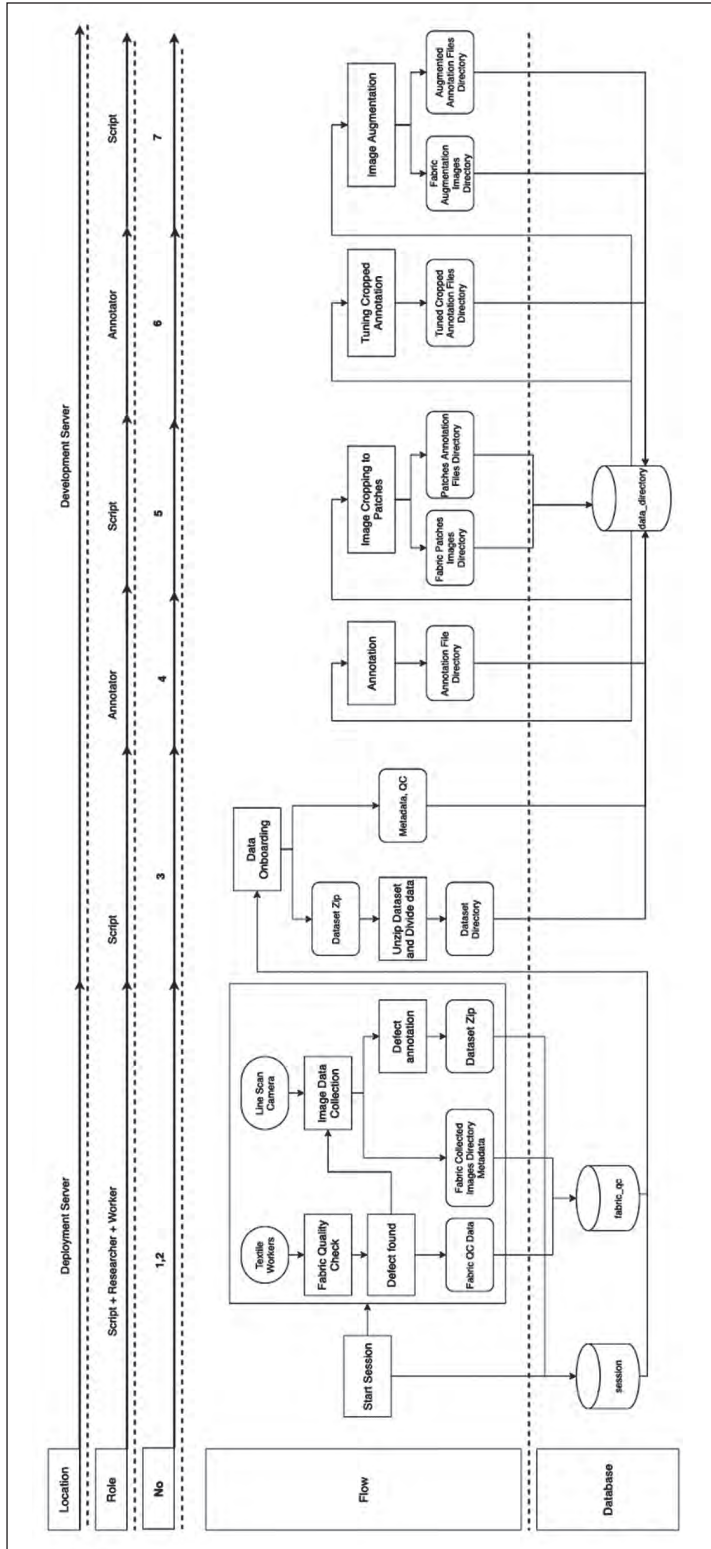 Location
Deployment Server
Development Server
Role
Script + Researcher + Worker
Script
Annotator
Script
Annotator
Script
No
1,2
3
4
5
6
7
Flow
Start Session
Textile
Workers
Fabric Quality
Check
Defect found
Fabric QC Data
Line Scan
Camera
Image Data
Collection
Fabric Collected
Images Directory
Metadata
Defect
annotation
Dataset Zip
Data
Onboarding
Dataset Zip
Unzip Dataset
and Divide data
Dataset
Directory
Metadata, QC
Annotation
Annotation File
Directory
Image Cropping to
Patches
Fabric Patches
Images
Directory
Patches Annotation
Files Directory
Tuning Cropped
Annotation
Tuned Cropped
Annotation Files
Directory
Image Augmentation
Fabric
Augmentation
Images
Directory
Augmented
Annotation Files
Directory
Database
session
fabric_qc
data_directory